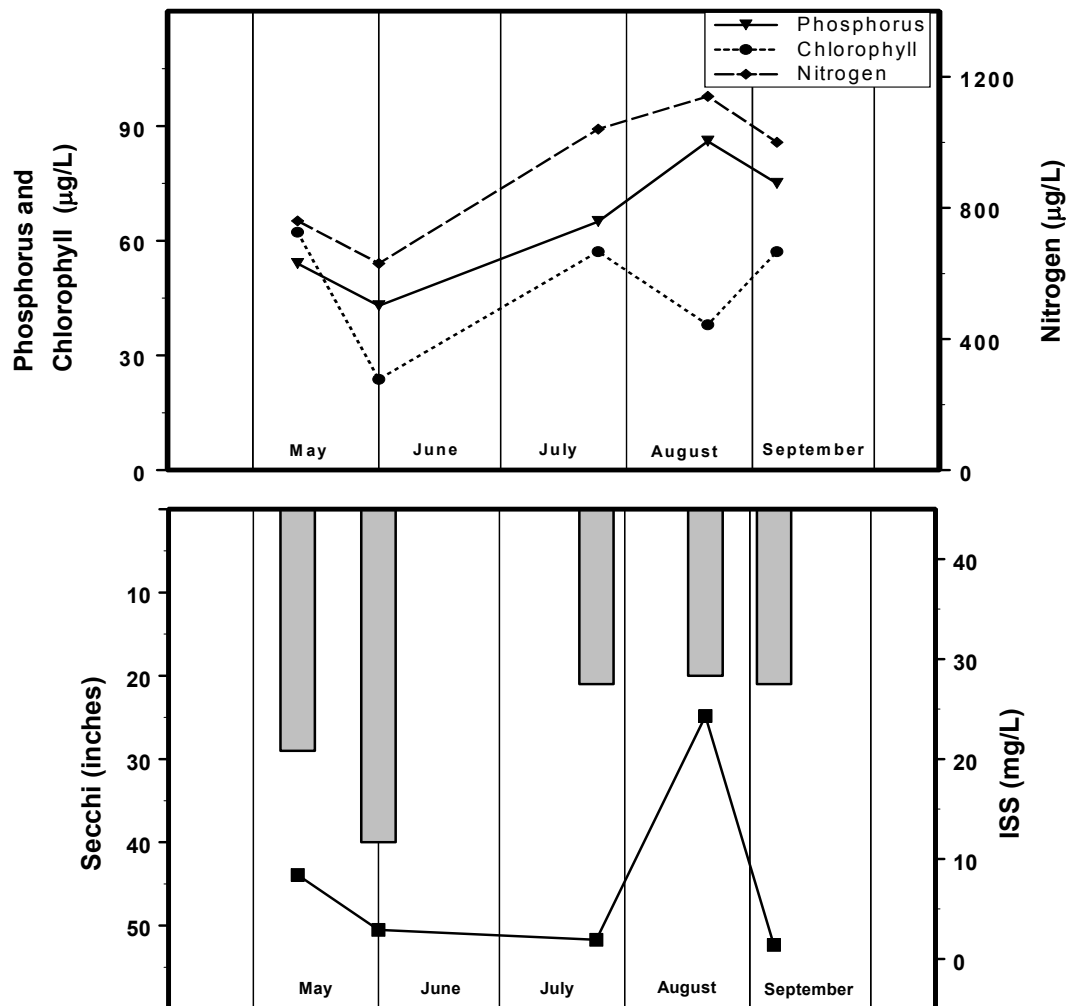 Phosphorus
Chlorophyll
Nitrogen
Phosphorus and
Chlorophyll (µg/L)
90
60
30
0
1200
800
400
0
Nitrogen (µg/L)
May June July August September
Secchi (inches)
10
20
30
40
50
40
30
20
10
0
ISS (mg/L)
May June July August September